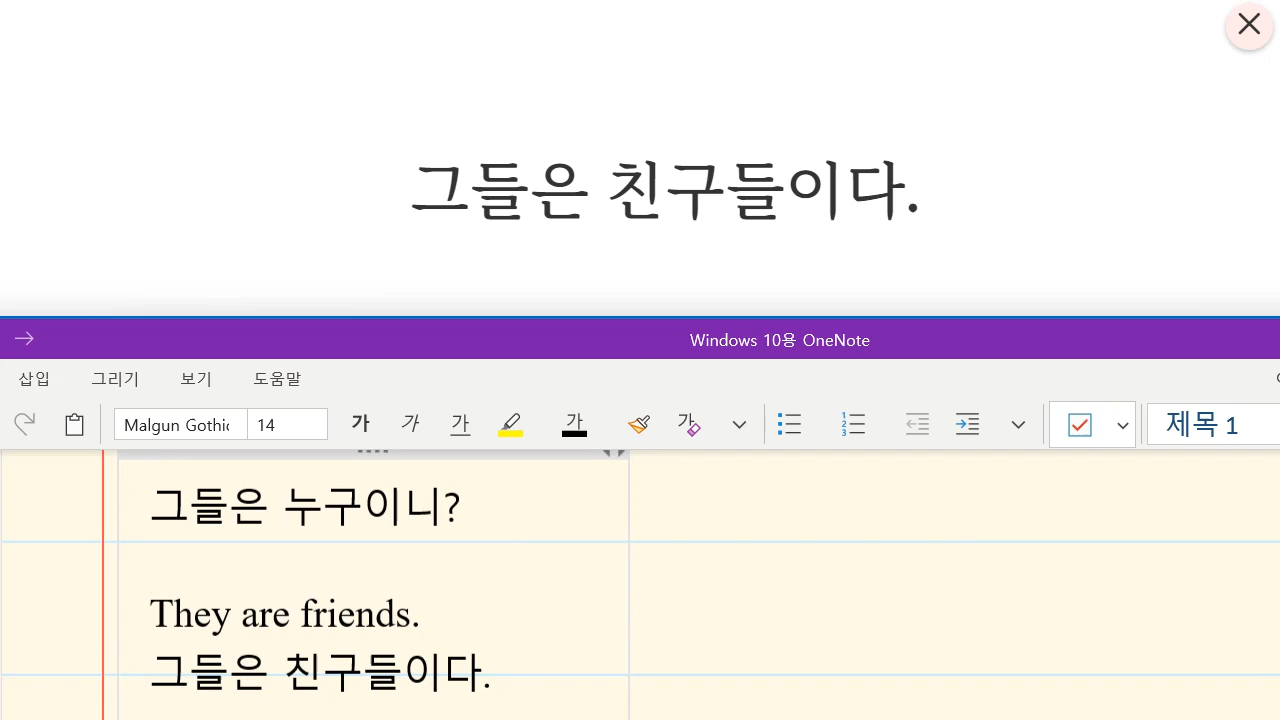 그들은 친구들이다.
Windows 10용 OneNote
삽입 그리기 보기 도움말
Malgun Gothi 14 가 가 가 가 가 제목 1
그들은 누구이니?
They are friends.
그들은 친구들이다.